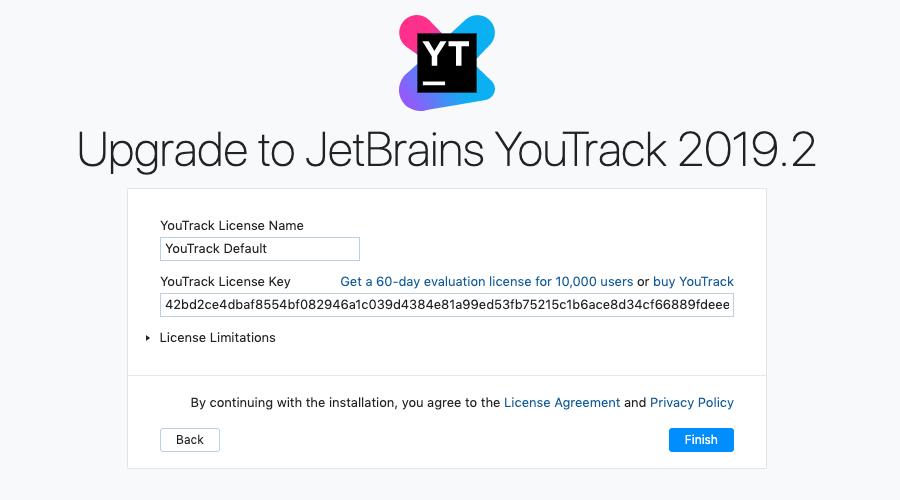 YT
Upgrade to JetBrains YouTrack 2019.2
YouTrack License Name
YouTrack Default
YouTrack License Key Get a 60-day evaluation license for 10,000 users or buy YouTrack
42bd2ce4dbaf8554bf082946a1c039d4384e81a99ed53fb75215c1b6ace8d34cf66889fdeee
License Limitations
By continuing with the installation, you agree to the License Agreement and Privacy Policy
Back Finish